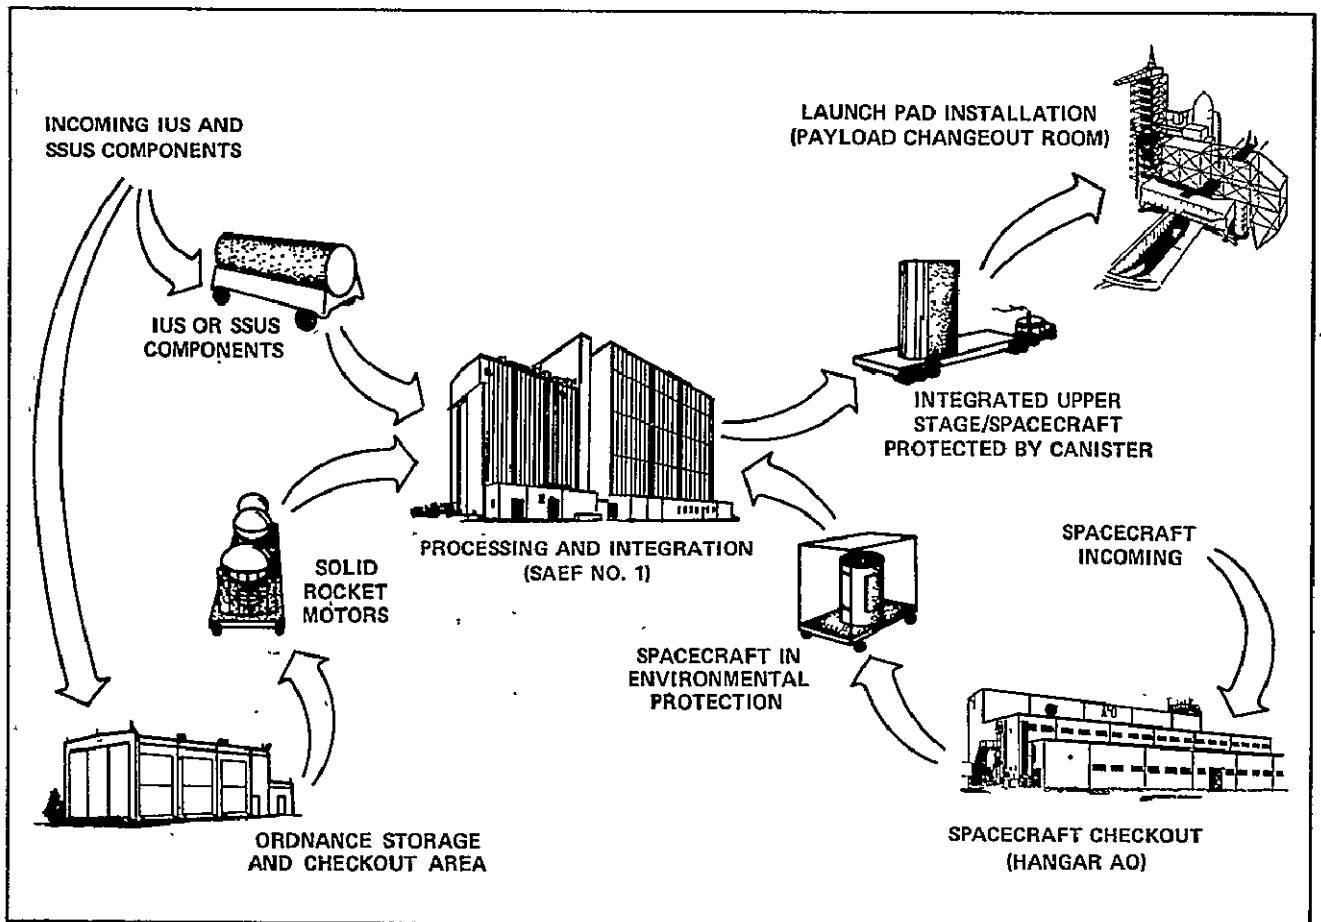 INCOMING IUS AND
SSUS COMPONENTS
IUS OR SSUS
COMPONENTS
SOLID
ROCKET
MOTORS
ORDNANCE STORAGE
AND CHECKOUT AREA
PROCESSING AND INTEGRATION
(SAEF NO. 1)
LAUNCH PAD INSTALLATION
(PAYLOAD CHANGEOUT ROOM)
INTEGRATED UPPER
STAGE/SPACECRAFT
PROTECTED BY CANISTER
SPACECRAFT
INCOMING
SPACECRAFT IN
ENVIRONMENTAL
PROTECTION
SPACECRAFT CHECKOUT
(HANGAR AO)